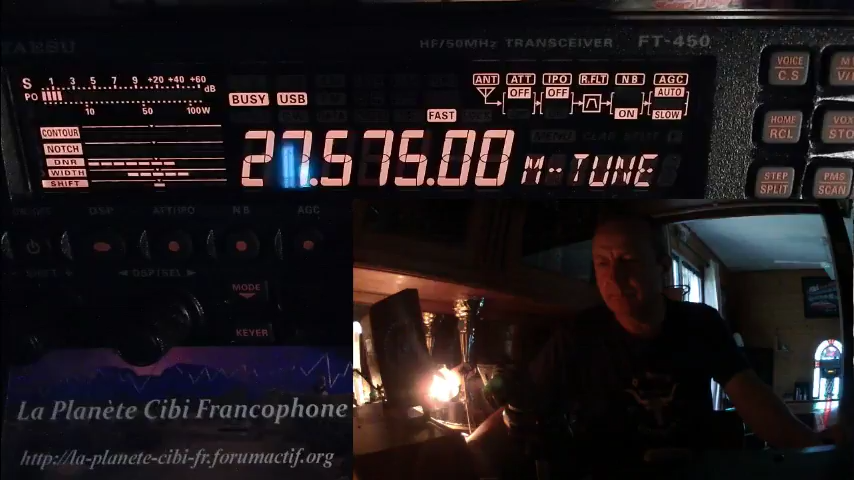 YAESU
HF/50MHz TRANSCEIVER FT-450
S 1 3 5 7 9 +20 +40 +60 dB
PO
10 50 100W
BUSY USB
ANT ATT IPO R.FLT NB AGC
OFF OFF AUTO
ON SLOW
FAST
CONTOUR
NOTCH
DNR
WIDTH
SHIFT
27.575.00 M-TUNE
VOICE
C.S
HOME
RCL
STEP
SPLIT
PMS
SCAN
DSP ATT/IPO NB AGC
DSP/SEL
MODE
KEYER
La Planète Cibi Francophone
http://la-planete-cibi-fr.forumactif.org